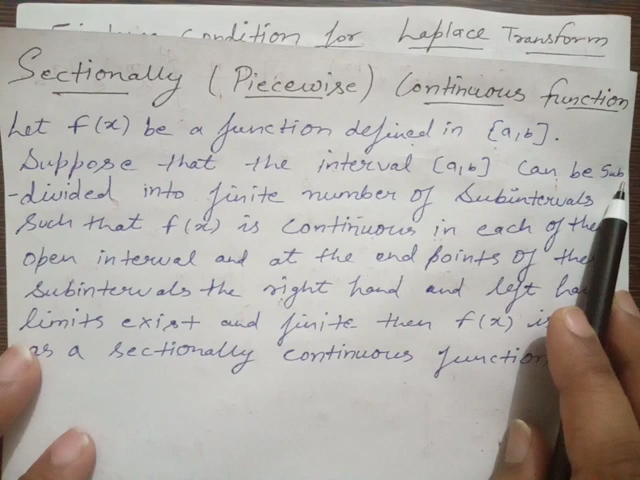 condition for Laplace Transform
Sectionally (Piecewise) Continuous function
Let f(x) be a function defined in [a,b].
Suppose that the interval [a,b] can be Sub
-divided into finite number of Subintervals
such that f(x) is continuous in each of the
open interval and at the end points of the
subintervals the right hand and left
limits exist and finite then f(x)
as a sectionally continuous function